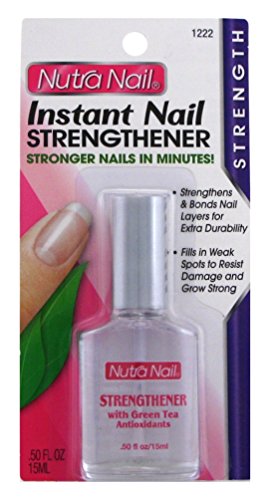 1222
Nutra Nail®
Instant Nail
STRENGTHENER
STRONGER NAILS IN MINUTES!
STRENGTH
• Strengthens
& Bonds Nail
Layers for
Extra Durability
• Fills in Weak
Spots to Resist
Damage and
Grow Strong
Nutra Nail®
STRENGTHENER
with Green Tea
Antioxidants
.50 fl oz/15ml
.50 FL OZ
15ML